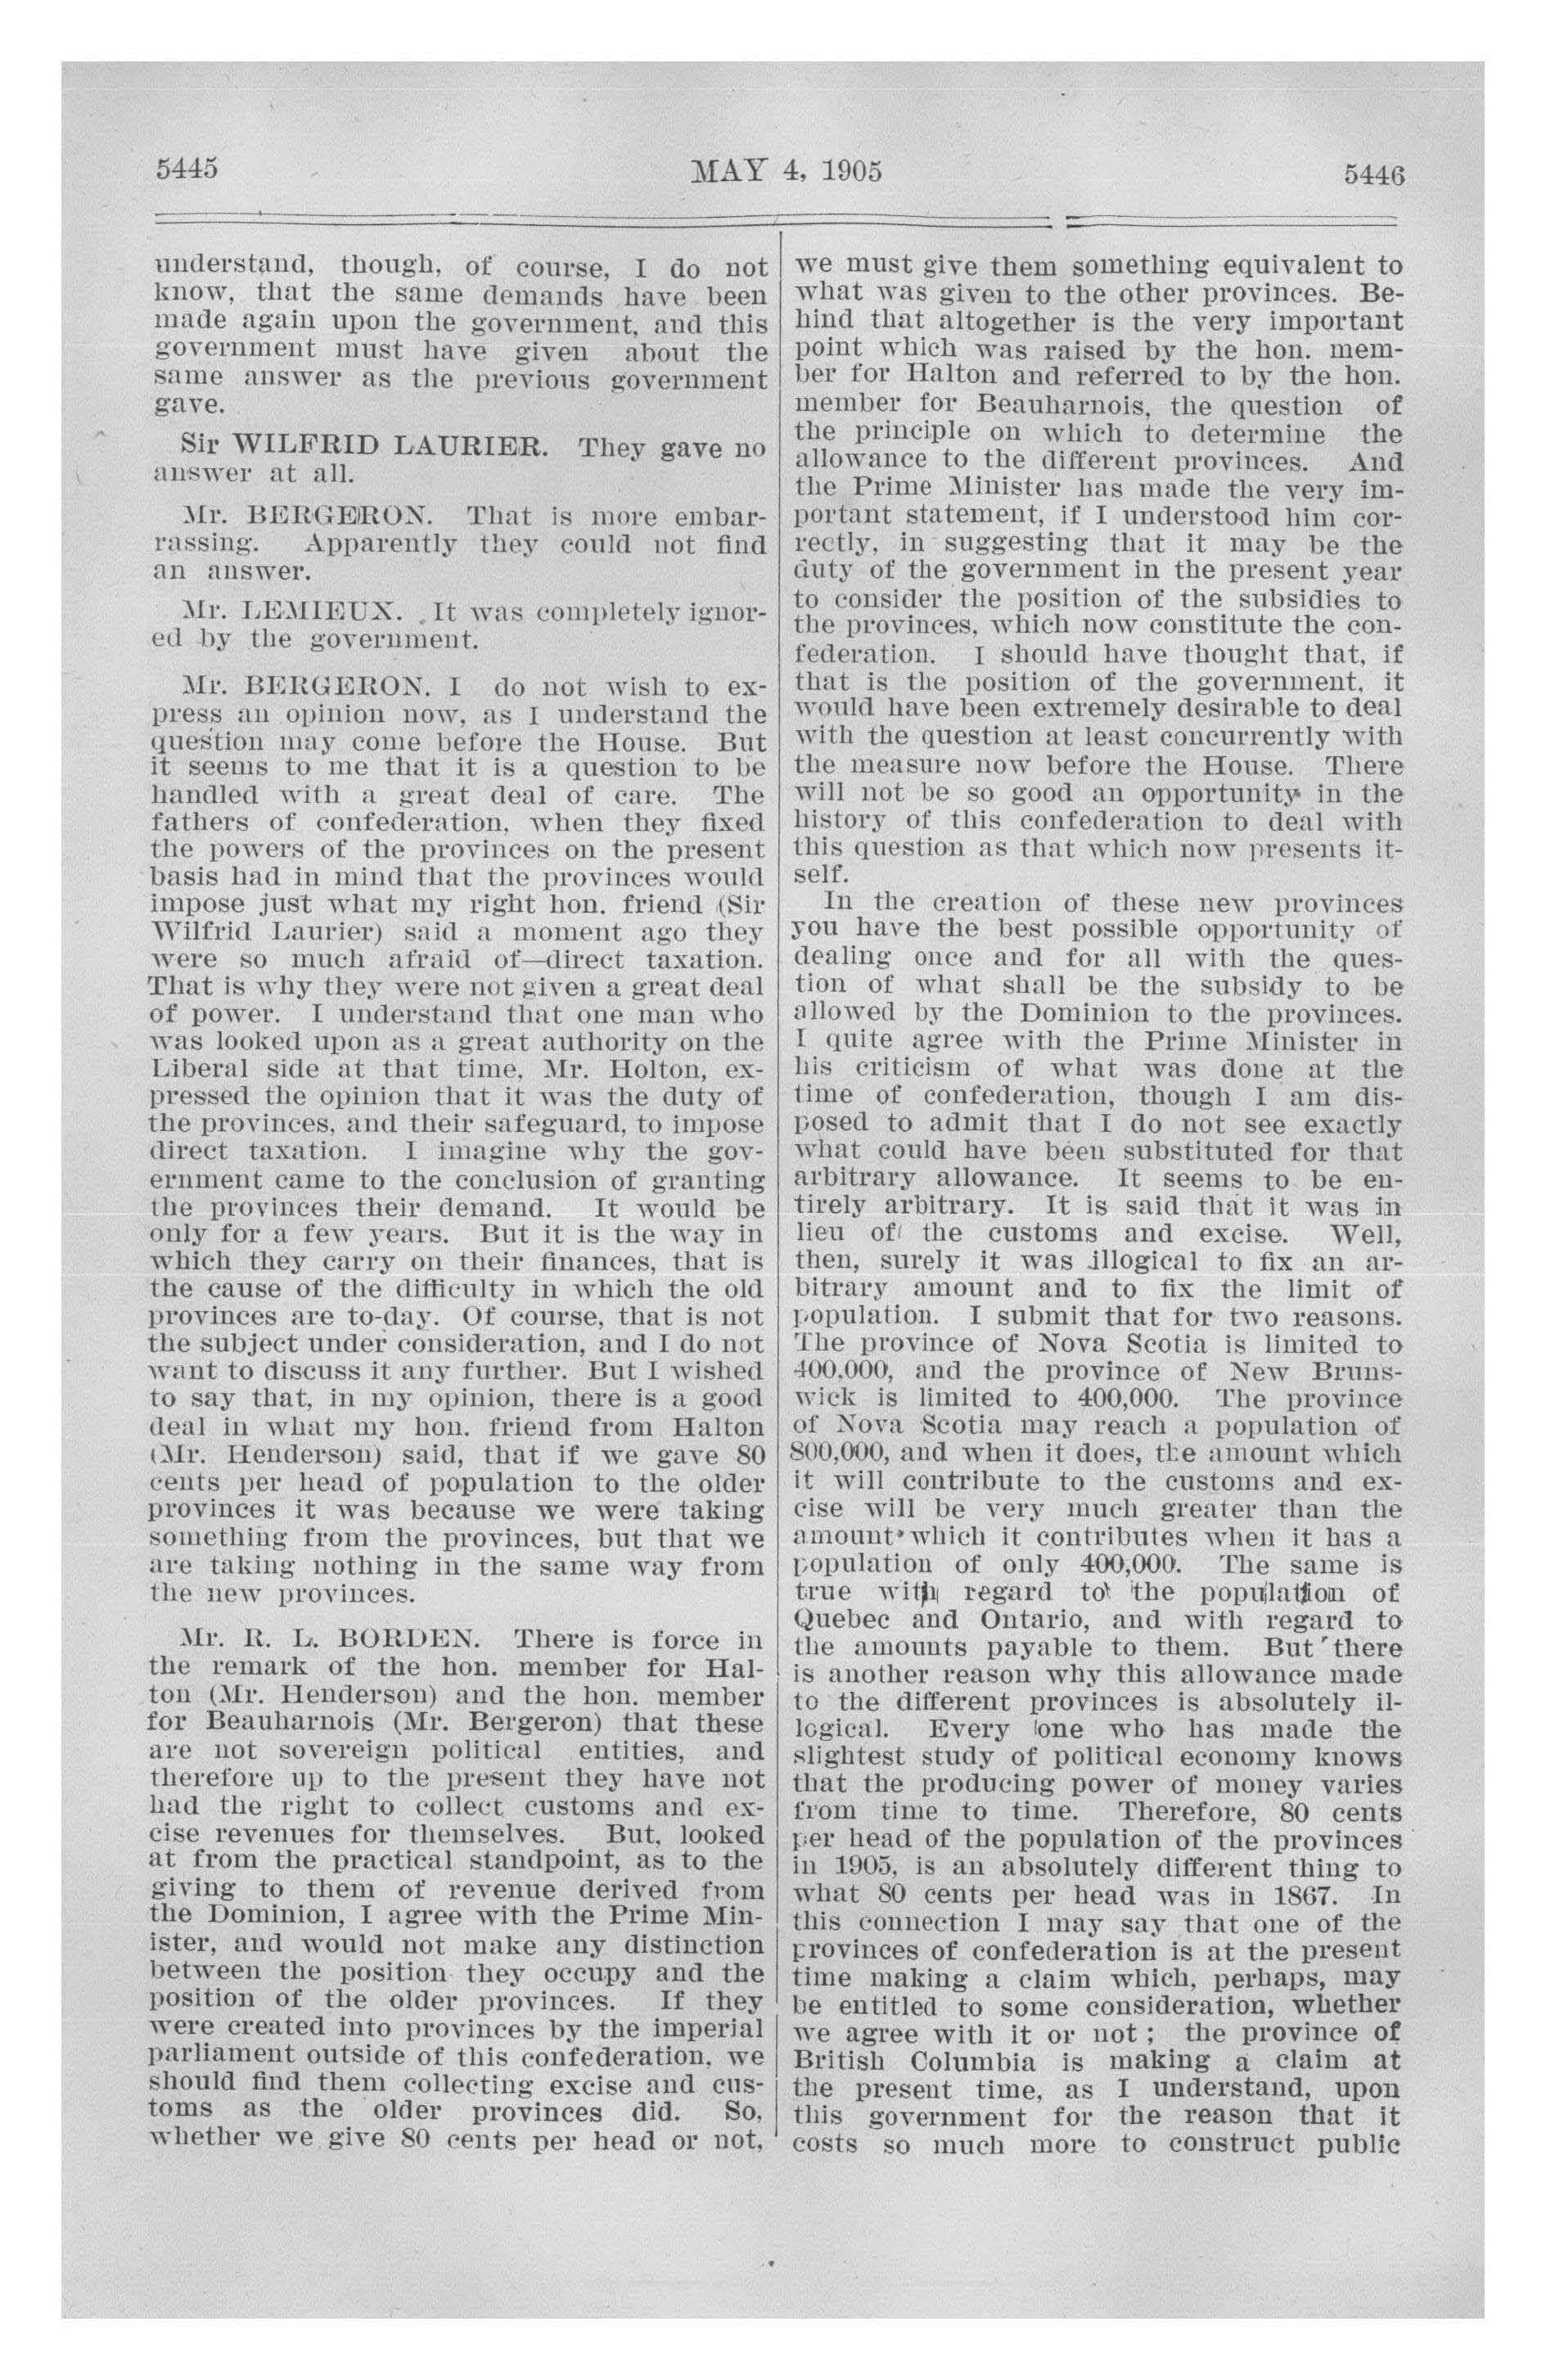 5445
MAY 4, 1905
5446
understand, though, of course, I do not
know, that the same demands have been
made again upon the government, and this
government must have given about the
same answer as the previous government
gave.
Sir WILFRID LAURIER. They gave no
answer at all.
Mr. BERGERON. That is more embar-
rassing. Apparently they could not find
an answer.
Mr. LEMIEUX. It was completely ignor-
ed by the government.
Mr. BERGERON. I do not wish to ex-
press an opinion now, as I understand the
question may come before the House. But
it seems to me that it is a question to be
handled with a great deal of care. The
fathers of confederation, when they fixed
the powers of the provinces on the present
basis had in mind that the provinces would
impose just what my right hon. friend (Sir
Wilfrid Laurier) said a moment ago they
were so much afraid of—direct taxation.
That is why they were not given a great deal
of power. I understand that one man who
was looked upon as a great authority on the
Liberal side at that time, Mr. Holton, ex-
pressed the opinion that it was the duty of
the provinces, and their safeguard, to impose
direct taxation. I imagine why the gov-
ernment came to the conclusion of granting
the provinces their demand. It would be
only for a few years. But it is the way in
which they carry on their finances, that is
the cause of the difficulty in which the old
provinces are to-day. Of course, that is not
the subject under consideration, and I do not
want to discuss it any further. But I wished
to say that, in my opinion, there is a good
deal in what my hon. friend from Halton
(Mr. Henderson) said, that if we gave 80
cents per head of population to the older
provinces it was because we were taking
something from the provinces, but that we
are taking nothing in the same way from
the new provinces.
Mr. R. L. BORDEN. There is force in
the remark of the hon. member for Hal-
ton (Mr. Henderson) and the hon. member
for Beauharnois (Mr. Bergeron) that these
are not sovereign political entities, and
therefore up to the present they have not
had the right to collect customs and ex-
cise revenues for themselves. But, looked
at from the practical standpoint, as to the
giving to them of revenue derived from
the Dominion, I agree with the Prime Min-
ister, and would not make any distinction
between the position they occupy and the
position of the older provinces. If they
were created into provinces by the imperial
parliament outside of this confederation, we
should find them collecting excise and cus-
toms as the older provinces did. So,
whether we give 80 cents per head or not,
we must give them something equivalent to
what was given to the other provinces. Be-
hind that altogether is the very important
point which was raised by the hon. mem-
ber for Halton and referred to by the hon.
member for Beauharnois, the question of
the principle on which to determine the
allowance to the different provinces. And
the Prime Minister has made the very im-
portant statement, if I understood him cor-
rectly, in suggesting that it may be the
duty of the government in the present year
to consider the position of the subsidies to
the provinces, which now constitute the con-
federation. I should have thought that, if
that is the position of the government, it
would have been extremely desirable to deal
with the question at least concurrently with
the measure now before the House. There
will not be so good an opportunity in the
history of this confederation to deal with
this question as that which now presents it-
self.
In the creation of these new provinces
you have the best possible opportunity of
dealing once and for all with the ques-
tion of what shall be the subsidy to be
allowed by the Dominion to the provinces.
I quite agree with the Prime Minister in
his criticism of what was done at the
time of confederation, though I am dis-
posed to admit that I do not see exactly
what could have been substituted for that
arbitrary allowance. It seems to be en-
tirely arbitrary. It is said that it was in
lieu of the customs and excise. Well,
then, surely it was illogical to fix an ar-
bitrary amount and to fix the limit of
population. I submit that for two reasons.
The province of Nova Scotia is limited to
400,000, and the province of New Bruns-
wick is limited to 400,000. The province
of Nova Scotia may reach a population of
800,000, and when it does, the amount which
it will contribute to the customs and ex-
cise will be very much greater than the
amount which it contributes when it has a
population of only 400,000. The same is
true with regard to the population of
Quebec and Ontario, and with regard to
the amounts payable to them. But there
is another reason why this allowance made
to the different provinces is absolutely il-
logical. Every one who has made the
slightest study of political economy knows
that the producing power of money varies
from time to time. Therefore, 80 cents
per head of the population of the provinces
in 1905, is an absolutely different thing to
what 80 cents per head was in 1867. In
this connection I may say that one of the
provinces of confederation is at the present
time making a claim which, perhaps, may
be entitled to some consideration, whether
we agree with it or not ; the province of
British Columbia is making a claim at
the present time, as I understand, upon
this government for the reason that it
costs so much more to construct public